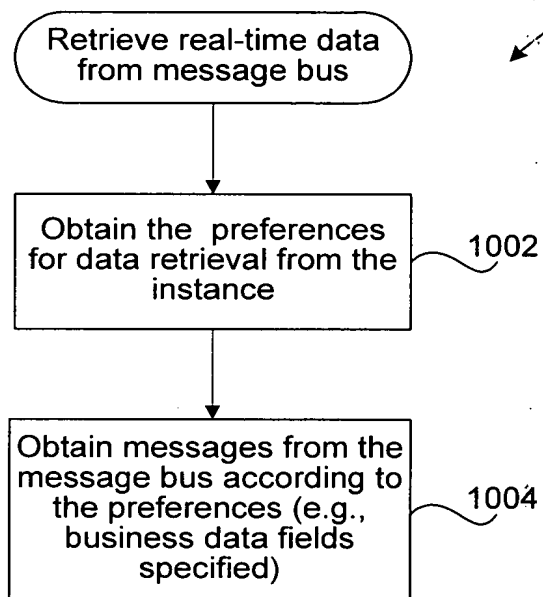 Retrieve real-time data
from message bus
Obtain the preferences
for data retrieval from the
instance
1002
Obtain messages from the
message bus according to
the preferences (e.g.,
business data fields
specified)
1004